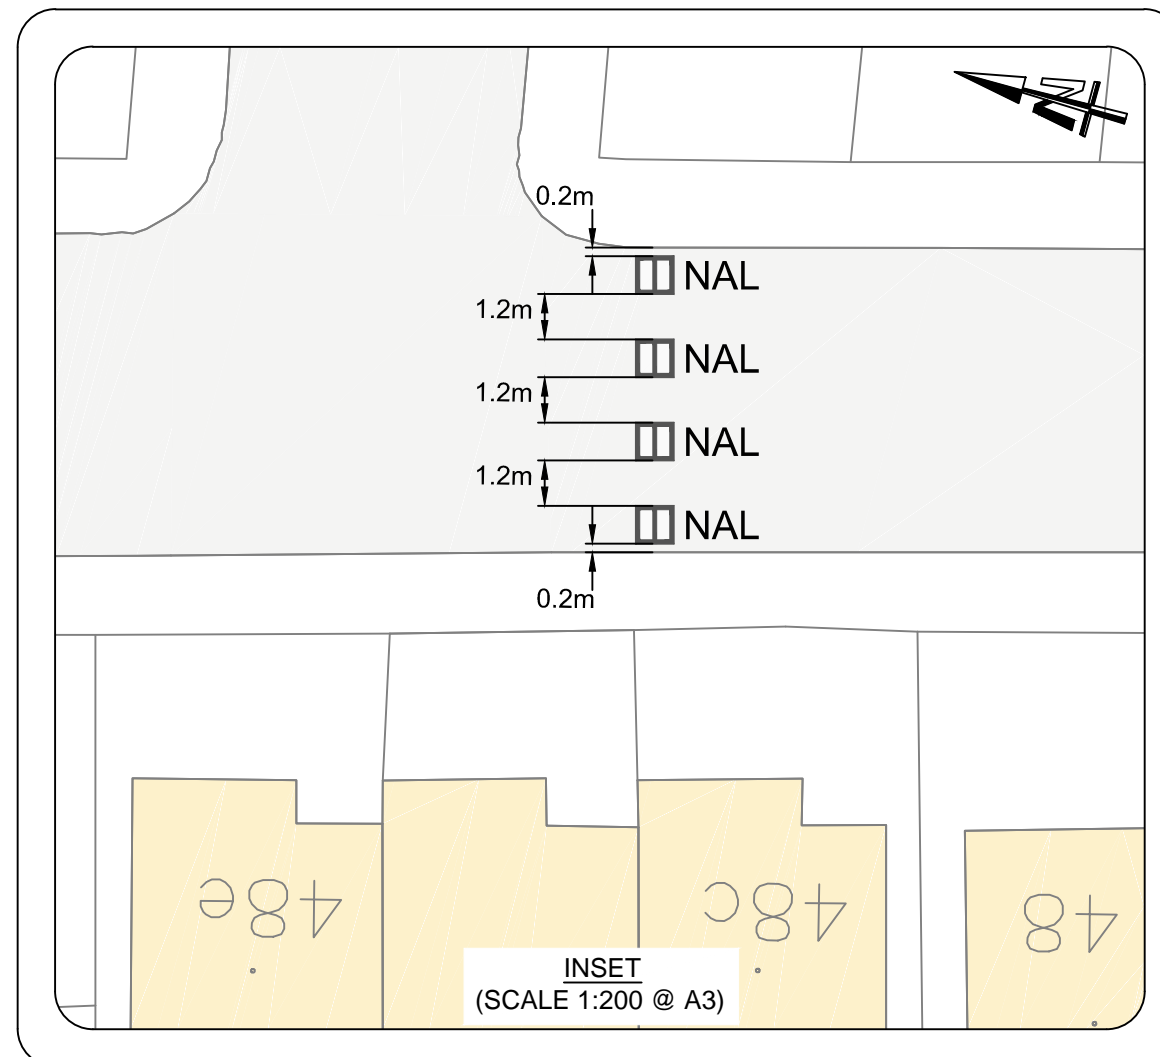 N
0.2m
NAL
1.2m
NAL
1.2m
NAL
1.2m
NAL
0.2m
48e
48c
48
INSET
(SCALE 1:200 @ A3)